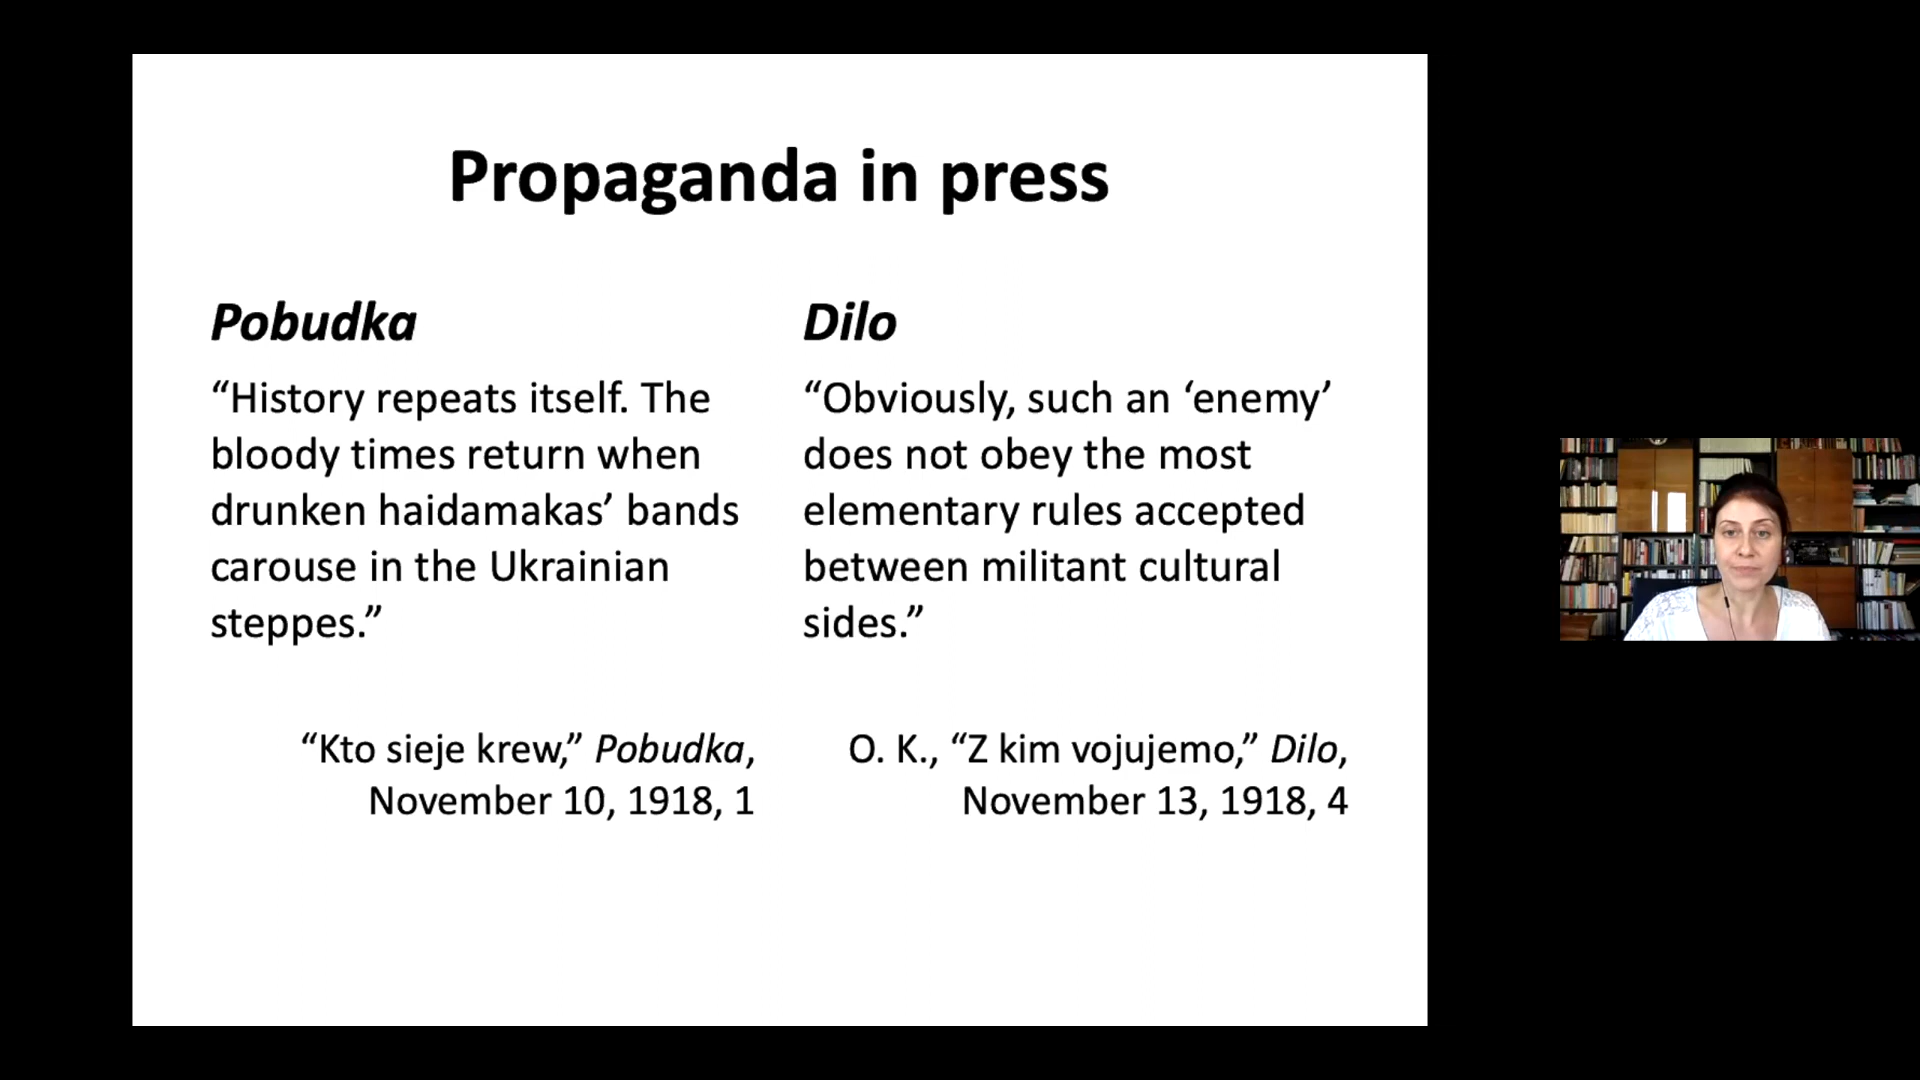 Propaganda in press
Pobudka
“History repeats itself. The
bloody times return when
drunken haidamakas’ bands
carouse in the Ukrainian
steppes.”
“Kto sieje krew,” Pobudka,
November 10, 1918, 1
Dilo
“Obviously, such an ‘enemy’
does not obey the most
elementary rules accepted
between militant cultural
sides.”
O. K., “Z kim vojujemo,” Dilo,
November 13, 1918, 4